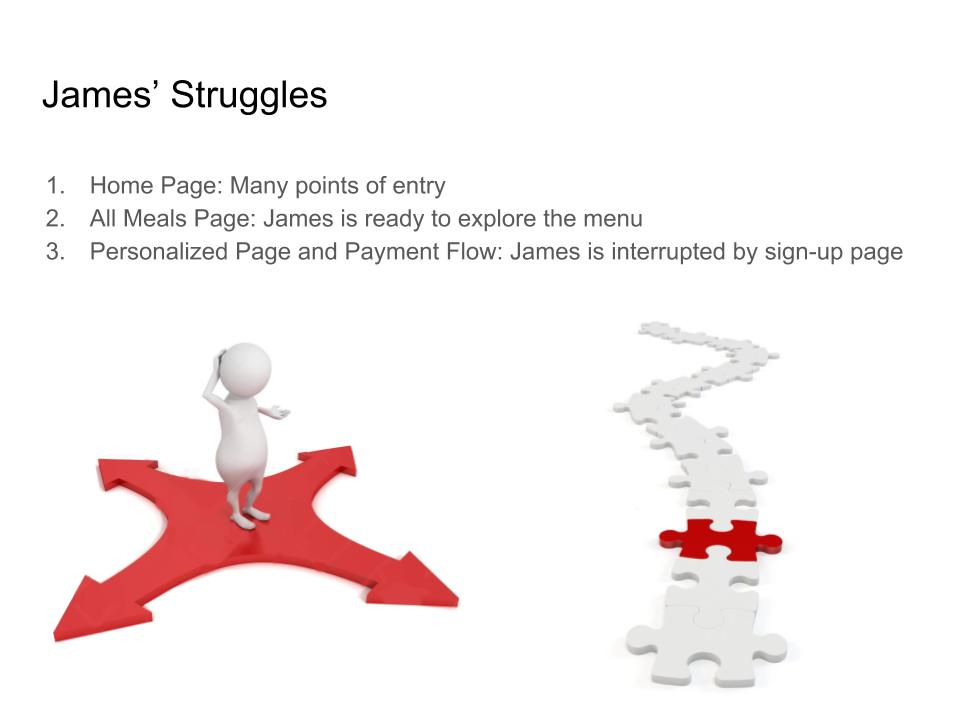 James’ Struggles
1. Home Page: Many points of entry
2. All Meals Page: James is ready to explore the menu
3. Personalized Page and Payment Flow: James is interrupted by sign-up page